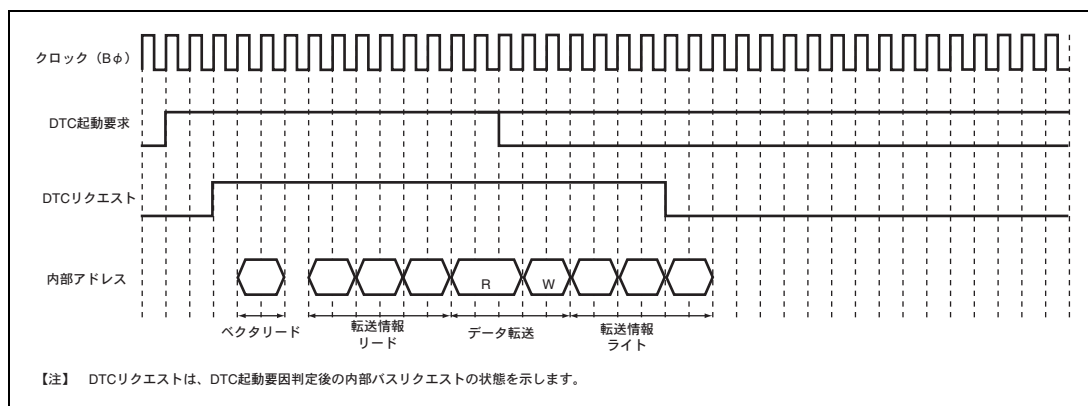 クロック（Bφ）
DTC起動要求
DTCリクエスト
内部アドレス
R
W
ベクタリード
転送情報
リード
データ転送
転送情報
ライト
【注】 DTCリクエストは、DTC起動要因判定後の内部バスリクエストの状態を示します。